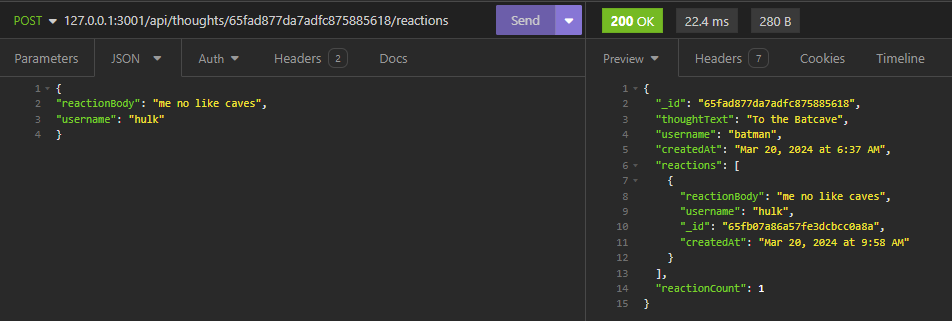 POST 127.0.0.1:3001/api/thoughts/65fad877da7adfc875885618/reactions Send
200 OK 22.4 ms 280 B
Parameters JSON Auth Headers 2 Docs
Preview Headers 7 Cookies Timeline
1 {
2 "reactionBody": "me no like caves",
3 "username": "hulk"
4 }
1 {
2 "_id": "65fad877da7adfc875885618",
3 "thoughtText": "To the Batcave",
4 "username": "batman",
5 "createdAt": "Mar 20, 2024 at 6:37 AM",
6 "reactions": [
7 {
8 "reactionBody": "me no like caves",
9 "username": "hulk",
10 "_id": "65fb07a86a57fe3dcbcc0a8a",
11 "createdAt": "Mar 20, 2024 at 9:58 AM"
12 }
13 ],
14 "reactionCount": 1
15 }